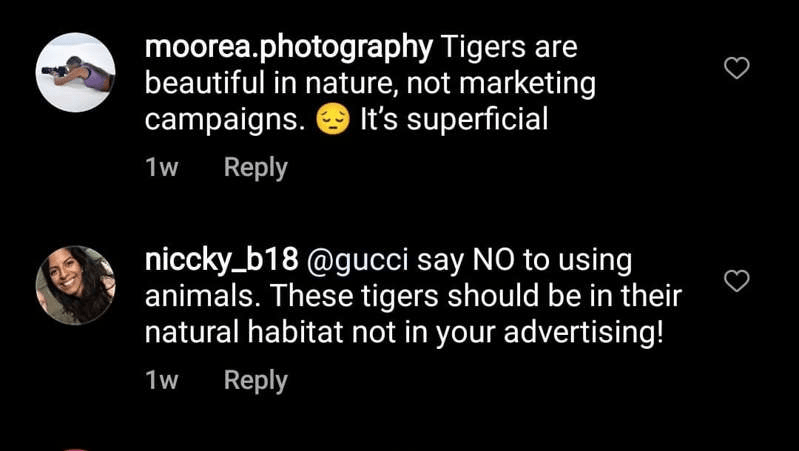 moorea.photography Tigers are
beautiful in nature, not marketing
campaigns. 😔 It's superficial
1w Reply
niccky_b18 @gucci say NO to using
animals. These tigers should be in their
natural habitat not in your advertising!
1w Reply